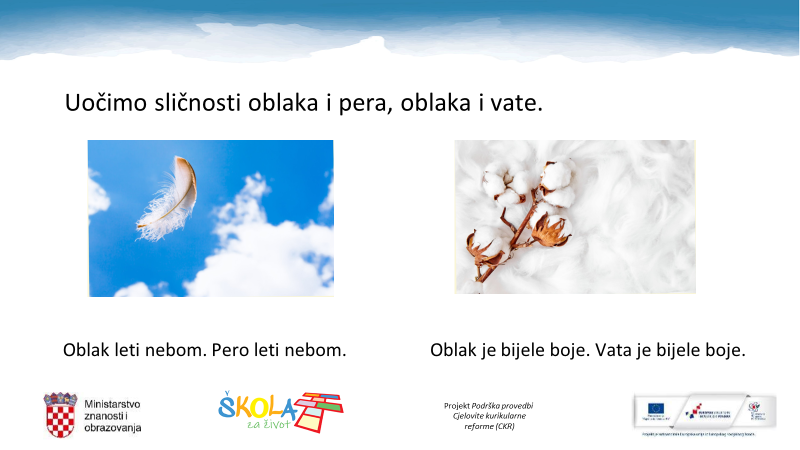 Uočimo sličnosti oblaka i pera, oblaka i vate.
Oblak leti nebom. Pero leti nebom.
Oblak je bijele boje. Vata je bijele boje.
Ministarstvo
znanosti i
obrazovanja
ŠKOLA
za život
Projekt Podrška provedbi
Cjelovite kurikularne
reforme (CKR)